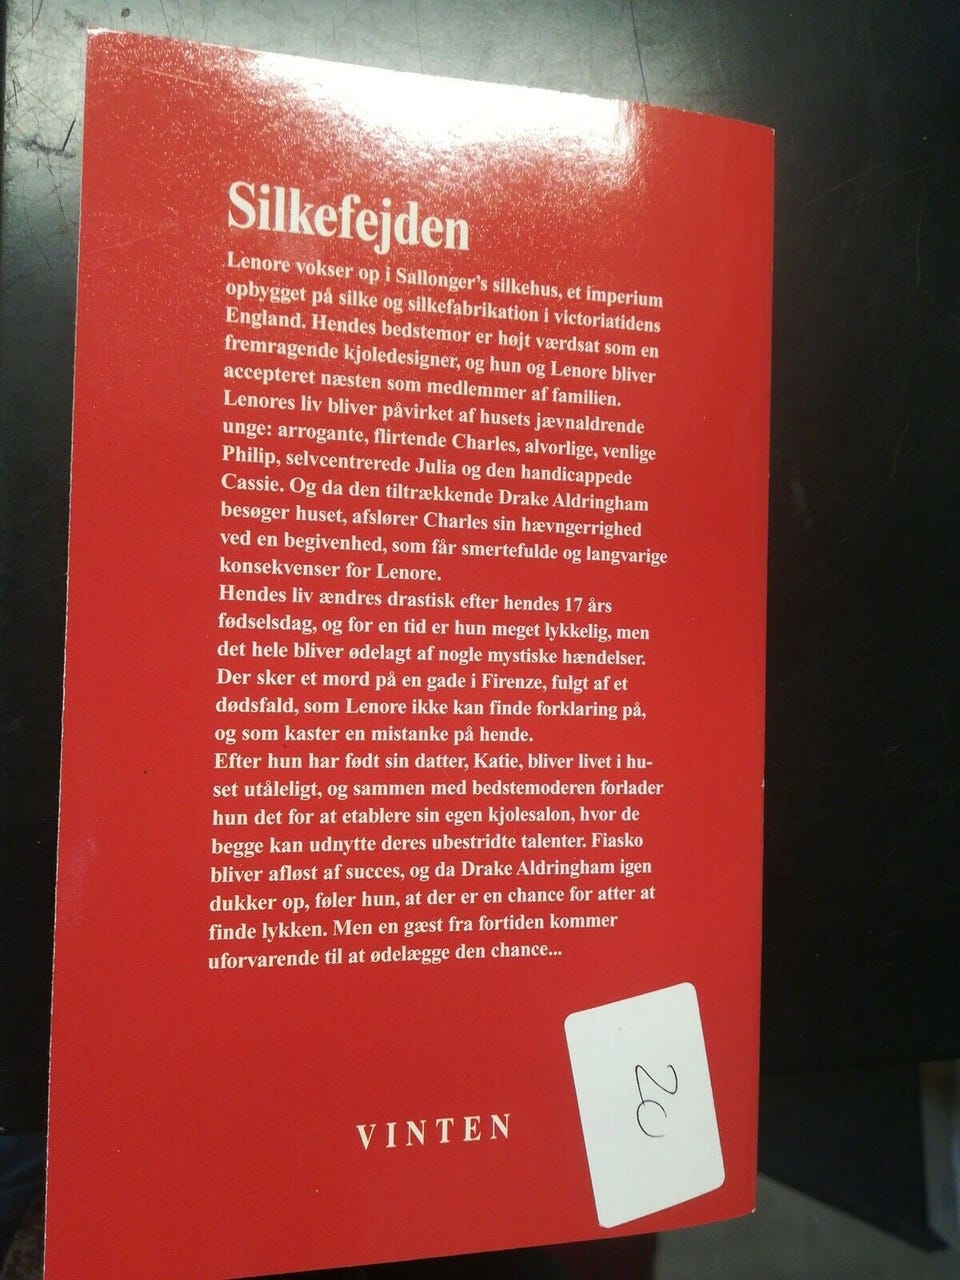 Silkefejden
Lenore vokser op i Sallonger's silkehus, et imperium
opbygget på silke og silkefabrikation i victoriatidens
England. Hendes bedstemor er højt værdsat som en
fremragende kjoledesigner, og hun og Lenore bliver
accepteret næsten som medlemmer af familien.
Lenores liv bliver påvirket af husets jævnaldrende
unge: arrogante, flirtende Charles, alvorlige, venlige
Philip, selvcentrerede Julia og den handicappede
Cassie. Og da den tiltrækkende Drake Aldringham
besøger huset, afslører Charles sin hævngerrighed
ved en begivenhed, som får smertefulde og langvarige
konsekvenser for Lenore.
Hendes liv ændres drastisk efter hendes 17 års
fødselsdag, og for en tid er hun meget lykkelig, men
det hele bliver ødelagt af nogle mystiske hændelser.
Der sker et mord på en gade i Firenze, fulgt af et
dødsfald, som Lenore ikke kan finde forklaring på,
og som kaster en mistanke på hende.
Efter hun har født sin datter, Katie, bliver livet i hu-
set utåleligt, og sammen med bedstemoderen forlader
hun det for at etablere sin egen kjolesalon, hvor de
begge kan udnytte deres ubestridte talenter. Fiasko
bliver afløst af succes, og da Drake Aldringham igen
dukker op, føler hun, at der er en chance for atter at
finde lykken. Men en gæst fra fortiden kommer
uforvarende til at ødelægge den chance...
VINTEN
20